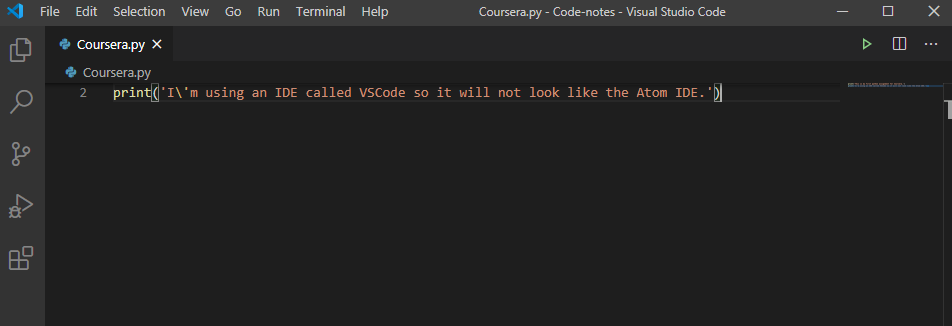 File Edit Selection View Go Run Terminal Help Coursera.py - Code-notes - Visual Studio Code
Coursera.py
Coursera.py
2 print('I\'m using an IDE called VSCode so it will not look like the Atom IDE.')